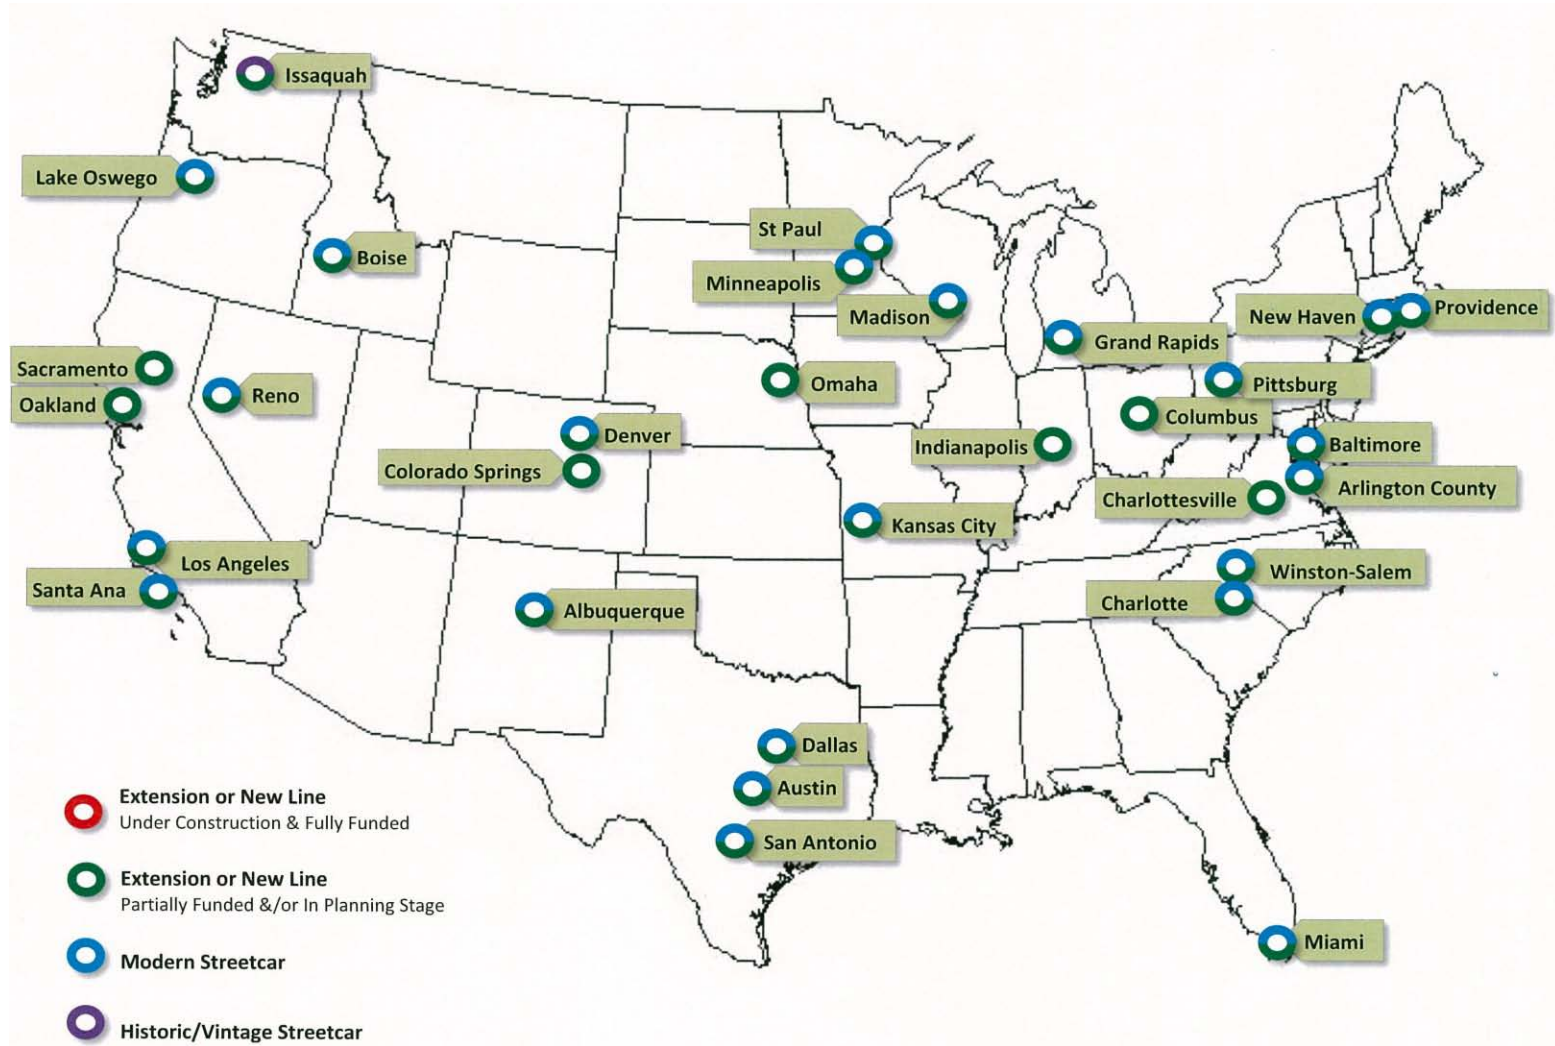 Issaquah
Lake Oswego
Boise
St Paul
Minneapolis
Madison
New Haven
Providence
Grand Rapids
Sacramento
Oakland
Reno
Omaha
Pittsburg
Columbus
Denver
Colorado Springs
Indianapolis
Baltimore
Arlington County
Charlottesville
Kansas City
Los Angeles
Santa Ana
Albuquerque
Winston-Salem
Charlotte
Dallas
Austin
San Antonio
Miami
Extension or New Line
Under Construction & Fully Funded
Extension or New Line
Partially Funded &/or In Planning Stage
Modern Streetcar
Historic/Vintage Streetcar